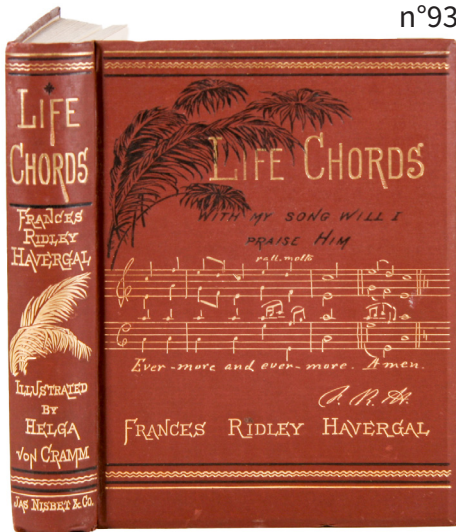 n°93
LIFE
CHORDS
FRANCES
RIDLEY
HAVERGAL
ILLUSTRATED
BY
HELGA
VON CRAMM
JAS NISBET & CO.
LIFE CHORDS
WITH MY SONG WILL I
PRAISE HIM
rall. molto
Ever-more and ever-more. Amen.
F. R. H.
FRANCES RIDLEY HAVERGAL